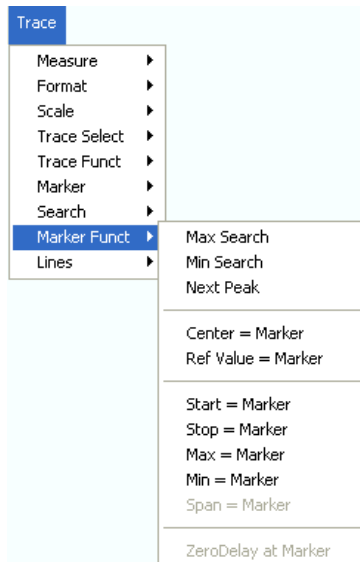 Trace
Measure
Format
Scale
Trace Select
Trace Funct
Marker
Search
Marker Funct
Lines
Max Search
Min Search
Next Peak
Center = Marker
Ref Value = Marker
Start = Marker
Stop = Marker
Max = Marker
Min = Marker
Span = Marker
ZeroDelay at Marker